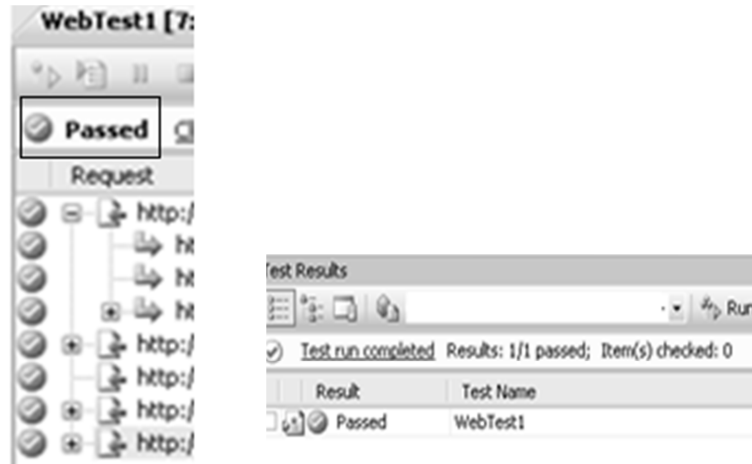 WebTest1 [7:
Passed
Request
http:/
ht
ht
ht
http:/
http:/
http:/
http:/
Test Results
Run
Test run completed Results: 1/1 passed; Item(s) checked: 0
Result Test Name
Passed WebTest1